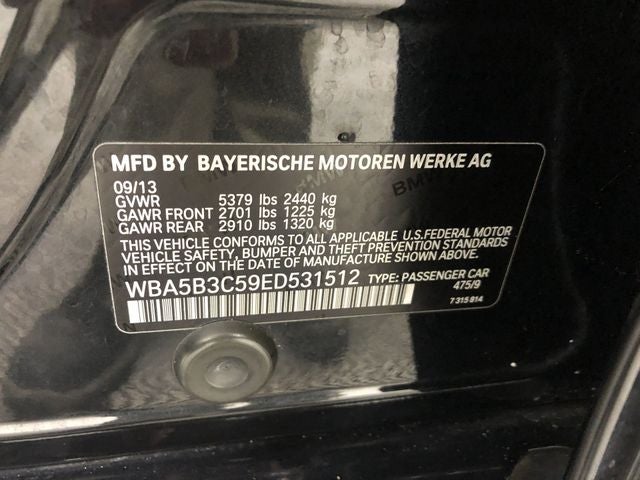 MFD BY BAYERISCHE MOTOREN WERKE AG
09/13
GVWR 5379 lbs 2440 kg
GAWR FRONT 2701 lbs 1225 kg
GAWR REAR 2910 lbs 1320 kg
THIS VEHICLE CONFORMS TO ALL APPLICABLE U.S.FEDERAL MOTOR
VEHICLE SAFETY, BUMPER AND THEFT PREVENTION STANDARDS
IN EFFECT ON THE DATE OF MANUFACTURE SHOWN ABOVE.
WBA5B3C59ED531512 TYPE: PASSENGER CAR
475/9
7 315 814